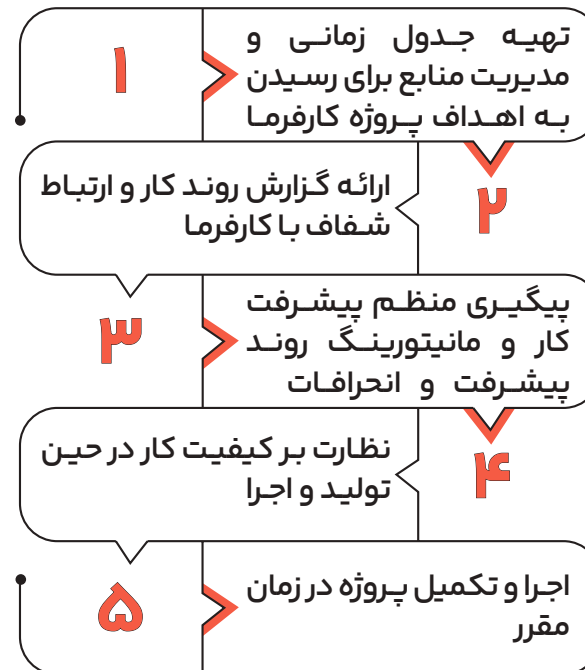 ۱
تهیه جدول زمانی و
مدیریت منابع برای رسیدن
به اهداف پروژه کارفرما
۲
ارائه گزارش روند کار و ارتباط
شفاف با کارفرما
۳
پیگیری منظم پیشرفت
کار و مانیتورینگ روند
پیشرفت و انحرافات
۴
نظارت بر کیفیت کار در حین
تولید و اجرا
۵
اجرا و تکمیل پروژه در زمان
مقرر